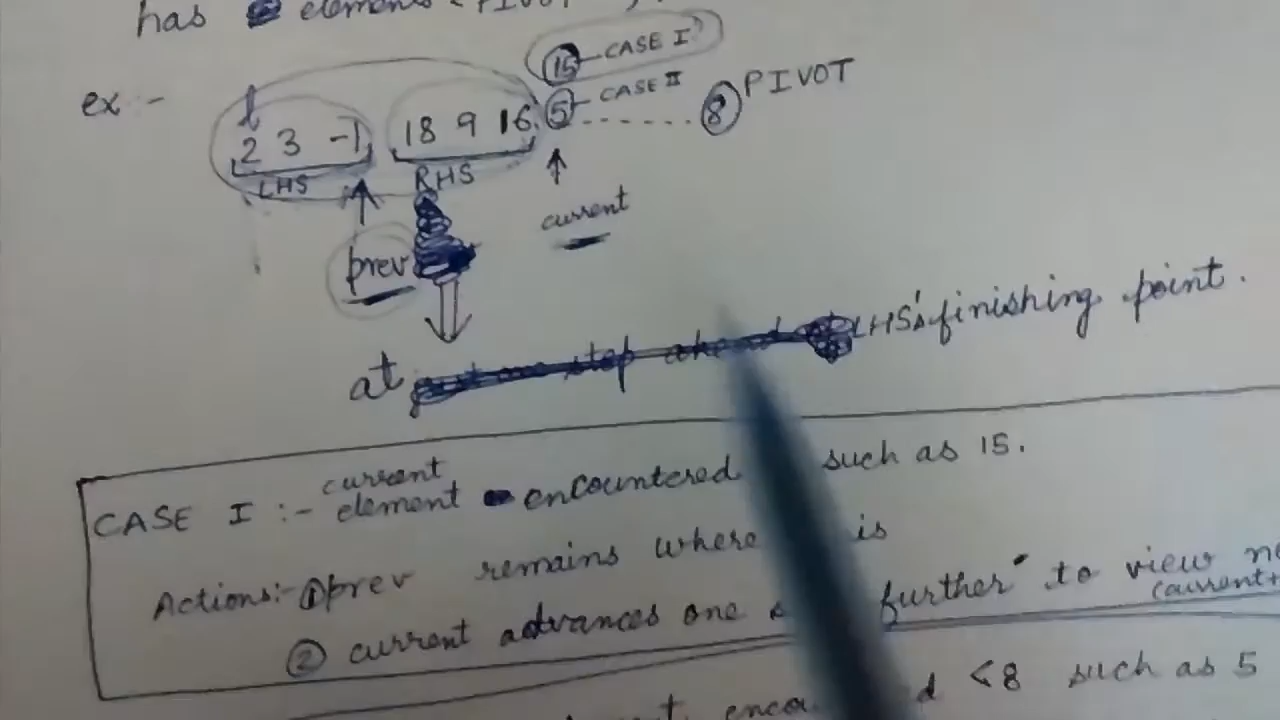 has elements (PIVOT
15 CASE I
ex :- 2 3 -1 18 9 16 5 CASE II 8 PIVOT
LHS RHS
prev current
at LHS's finishing point.
CASE I :- current element encountered such as 15.
Actions:- ① prev remains where is
② current advances one further to view
(current+
<8 such as 5